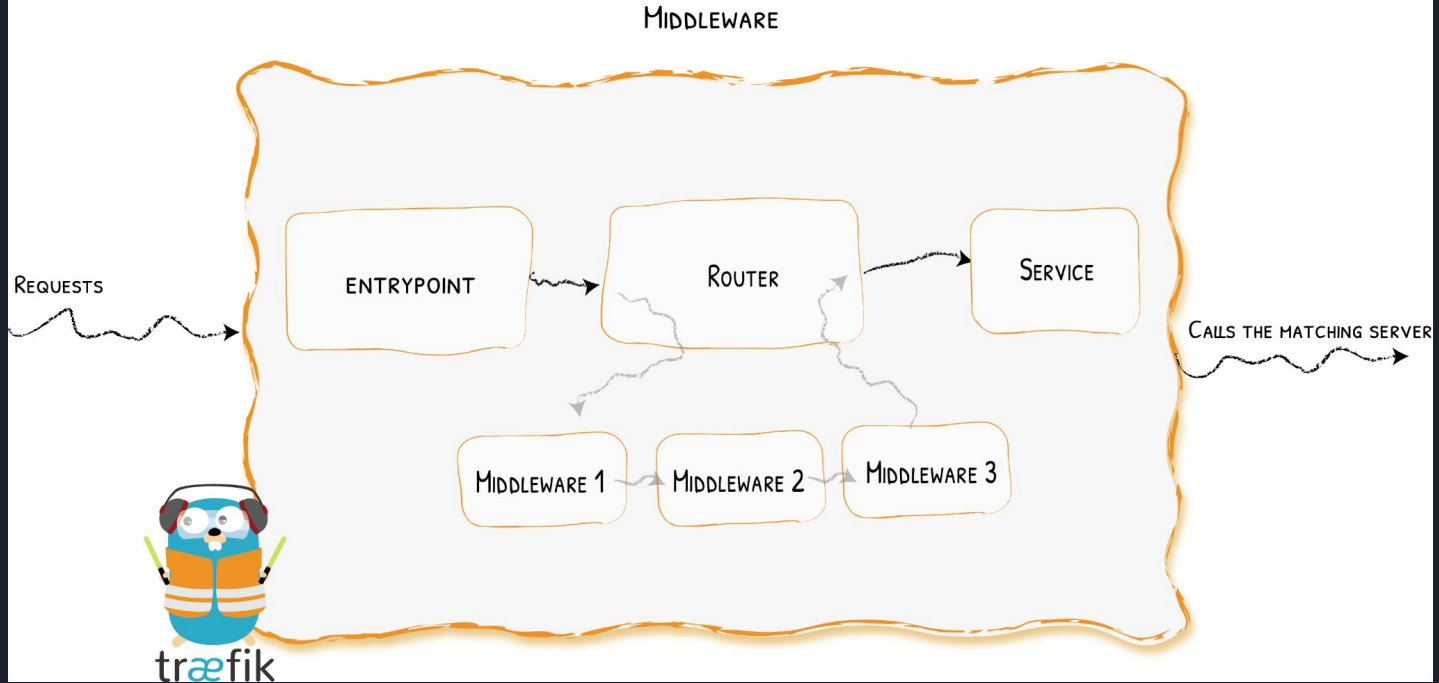 MIDDLEWARE
REQUESTS
ENTRYPOINT
ROUTER
SERVICE
CALLS THE MATCHING SERVER
MIDDLEWARE 1
MIDDLEWARE 2
MIDDLEWARE 3
træfik